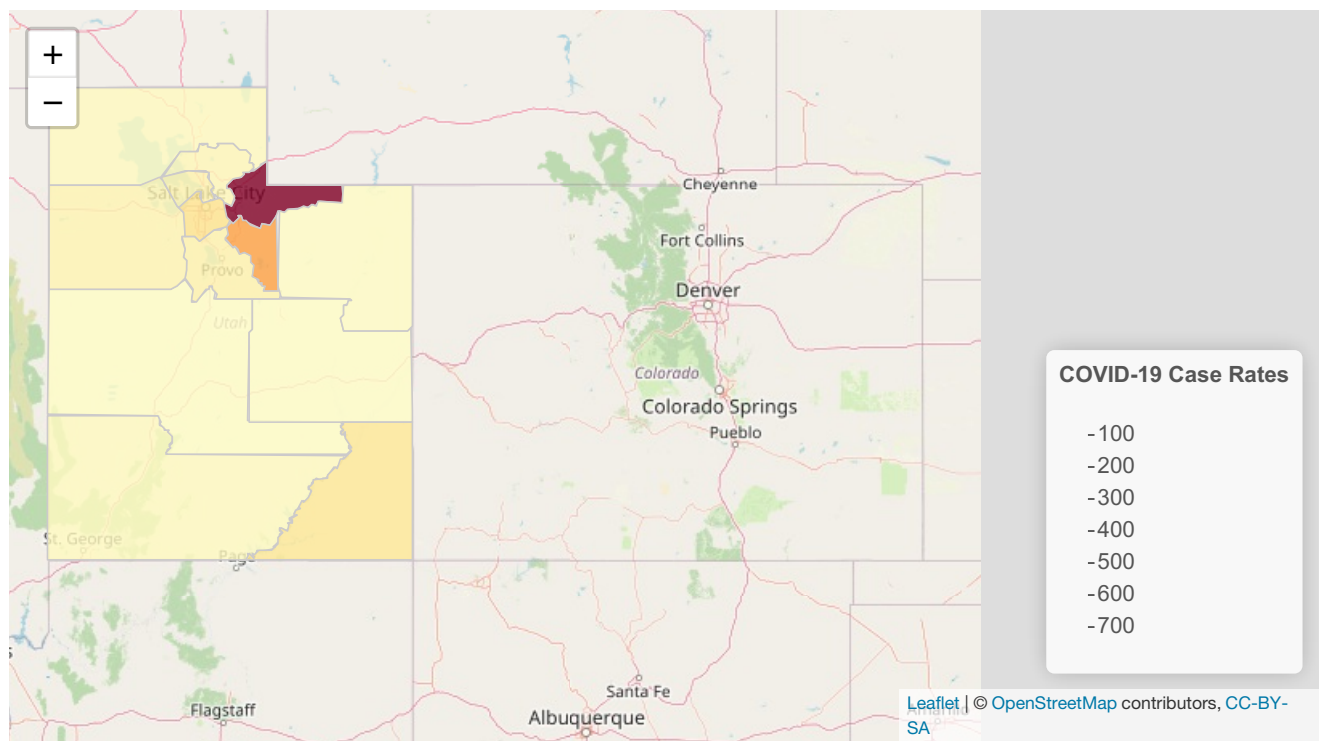 +
−
Salt Lake City
Cheyenne
Fort Collins
Provo
Denver
Utah
Colorado
COVID-19 Case Rates
Colorado Springs
Pueblo
-100
-200
-300
-400
-500
St. George
Page
-600
-700
Santa Fe
Flagstaff
Albuquerque
Leaflet | © OpenStreetMap contributors, CC-BY-
SA